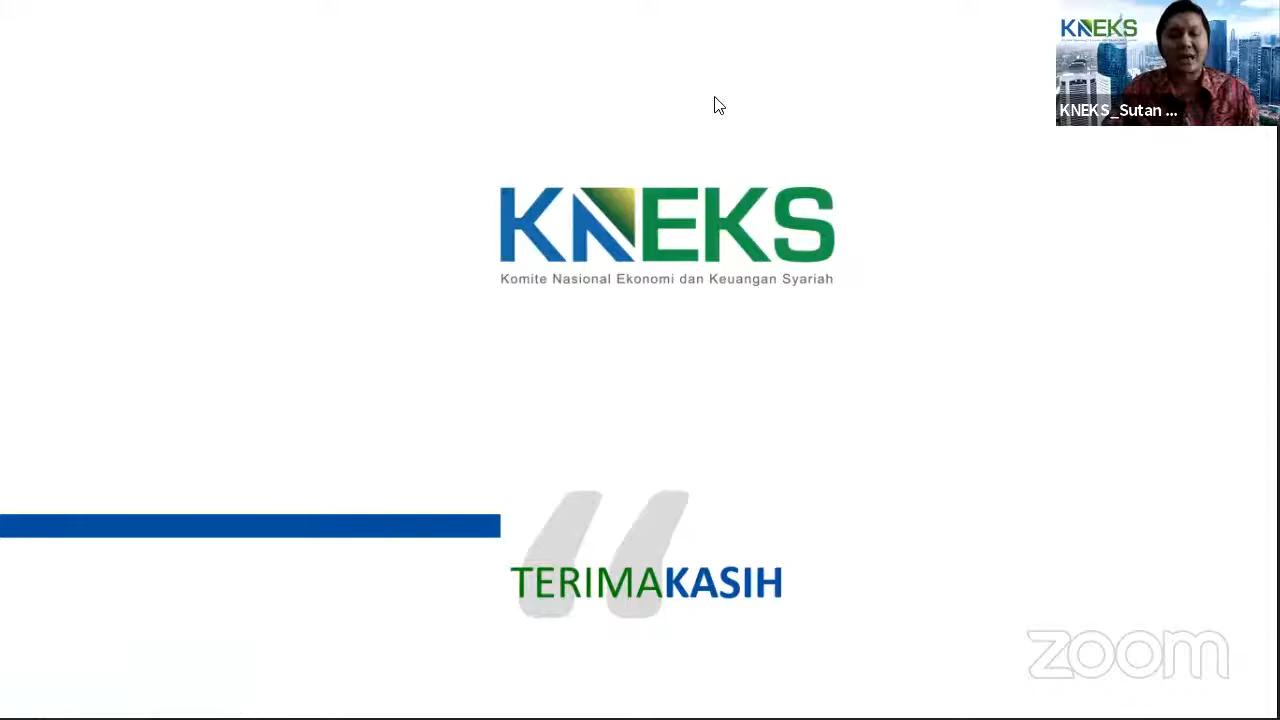 KNEKS
KNEKS_Sutan ...
KNEKS
Komite Nasional Ekonomi dan Keuangan Syariah
TERIMAKASIH
zoom